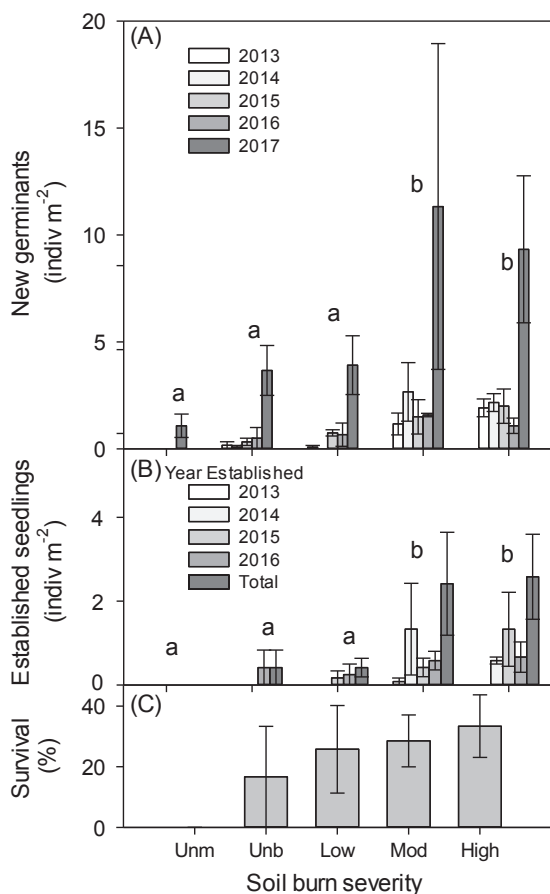 (A)
20
15
10
5
0
New germinants
(indiv m-2)
2013
2014
2015
2016
2017
a
a
a
b
b
(B)
Year Established
4
2
0
Established seedlings
(indiv m-2)
2013
2014
2015
2016
Total
a
a
a
b
b
(C)
40
20
0
Survival
(%)
Unm Unb Low Mod High
Soil burn severity